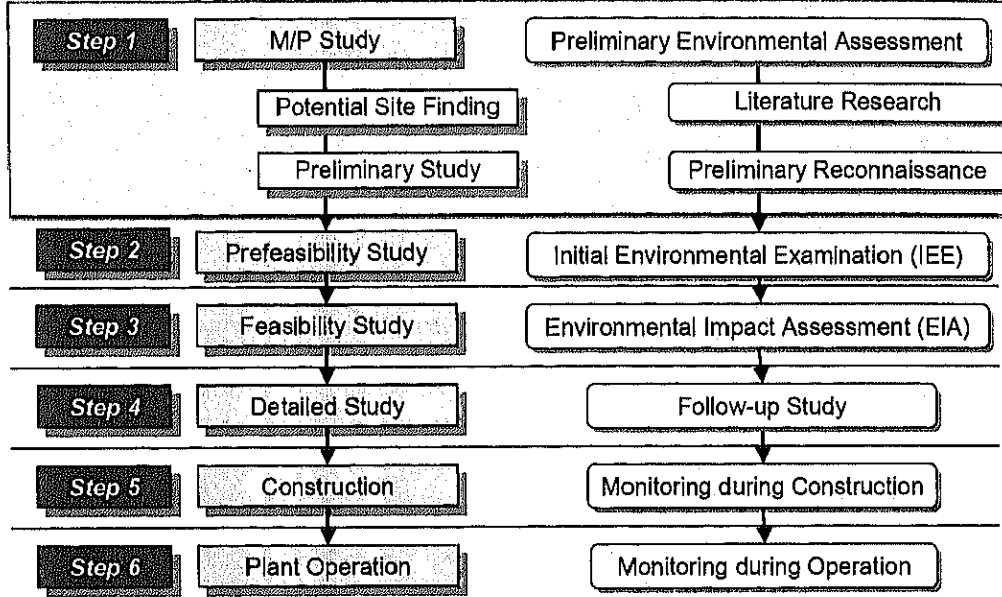 Step 1
M/P Study
Preliminary Environmental Assessment
Potential Site Finding
Literature Research
Preliminary Study
Preliminary Reconnaissance
Step 2
Prefeasibility Study
Initial Environmental Examination (IEE)
Step 3
Feasibility Study
Environmental Impact Assessment (EIA)
Step 4
Detailed Study
Follow-up Study
Step 5
Construction
Monitoring during Construction
Step 6
Plant Operation
Monitoring during Operation